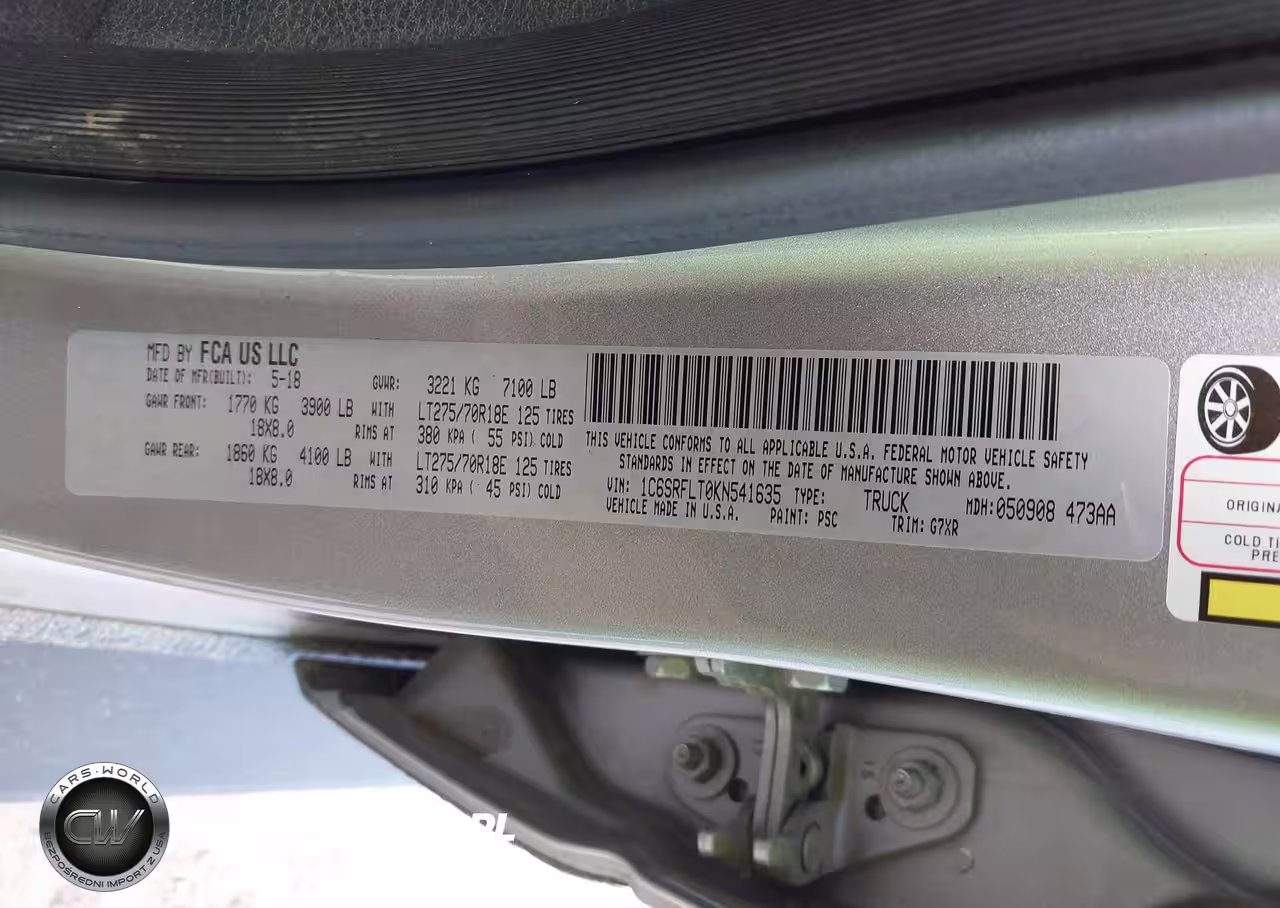 MFD BY FCA US LLC
DATE OF MFR(BUILT): 5-18 GVWR: 3221 KG 7100 LB
GAWR FRONT: 1770 KG 3900 LB WITH LT275/70R18E 125 TIRES
18X8.0 RIMS AT 380 KPA ( 55 PSI) COLD
GAWR REAR: 1860 KG 4100 LB WITH LT275/70R18E 125 TIRES
18X8.0 RIMS AT 310 KPA ( 45 PSI) COLD
THIS VEHICLE CONFORMS TO ALL APPLICABLE U.S.A. FEDERAL MOTOR VEHICLE SAFETY
STANDARDS IN EFFECT ON THE DATE OF MANUFACTURE SHOWN ABOVE.
VIN: 1C6SRFLT0KN541635 TYPE: TRUCK MDH:050908 473AA
VEHICLE MADE IN U.S.A. PAINT: PSC TRIM: G7XR
ORIGINA
COLD TI
PRE
CARS-WORLD
CW
BEZPOŚREDNI IMPORT Z USA
.PL